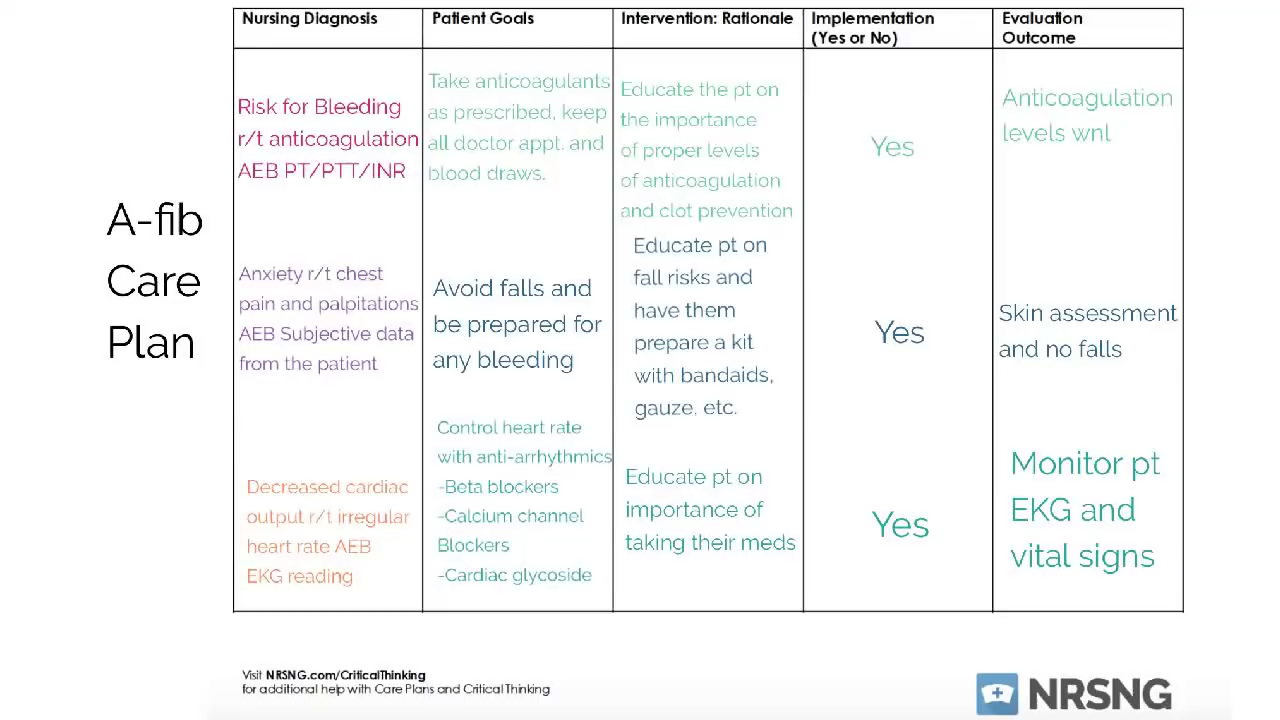 A-fib
Care
Plan
Nursing Diagnosis
Patient Goals
Intervention: Rationale
Implementation
(Yes or No)
Evaluation
Outcome
Risk for Bleeding
r/t anticoagulation
AEB PT/PTT/INR
Take anticoagulants
as prescribed, keep
all doctor appt. and
blood draws.
Educate the pt on
the importance
of proper levels
of anticoagulation
and clot prevention
Yes
Anticoagulation
levels wnl
Anxiety r/t chest
pain and palpitations
AEB Subjective data
from the patient
Avoid falls and
be prepared for
any bleeding
Educate pt on
fall risks and
have them
prepare a kit
with bandaids,
gauze, etc.
Yes
Skin assessment
and no falls
Decreased cardiac
output r/t irregular
heart rate AEB
EKG reading
Control heart rate
with anti-arrhythmics
-Beta blockers
-Calcium channel
Blockers
-Cardiac glycoside
Educate pt on
importance of
taking their meds
Yes
Monitor pt
EKG and
vital signs
Visit NRSNG.com/CriticalThinking
for additional help with Care Plans and Critical Thinking
NRSNG